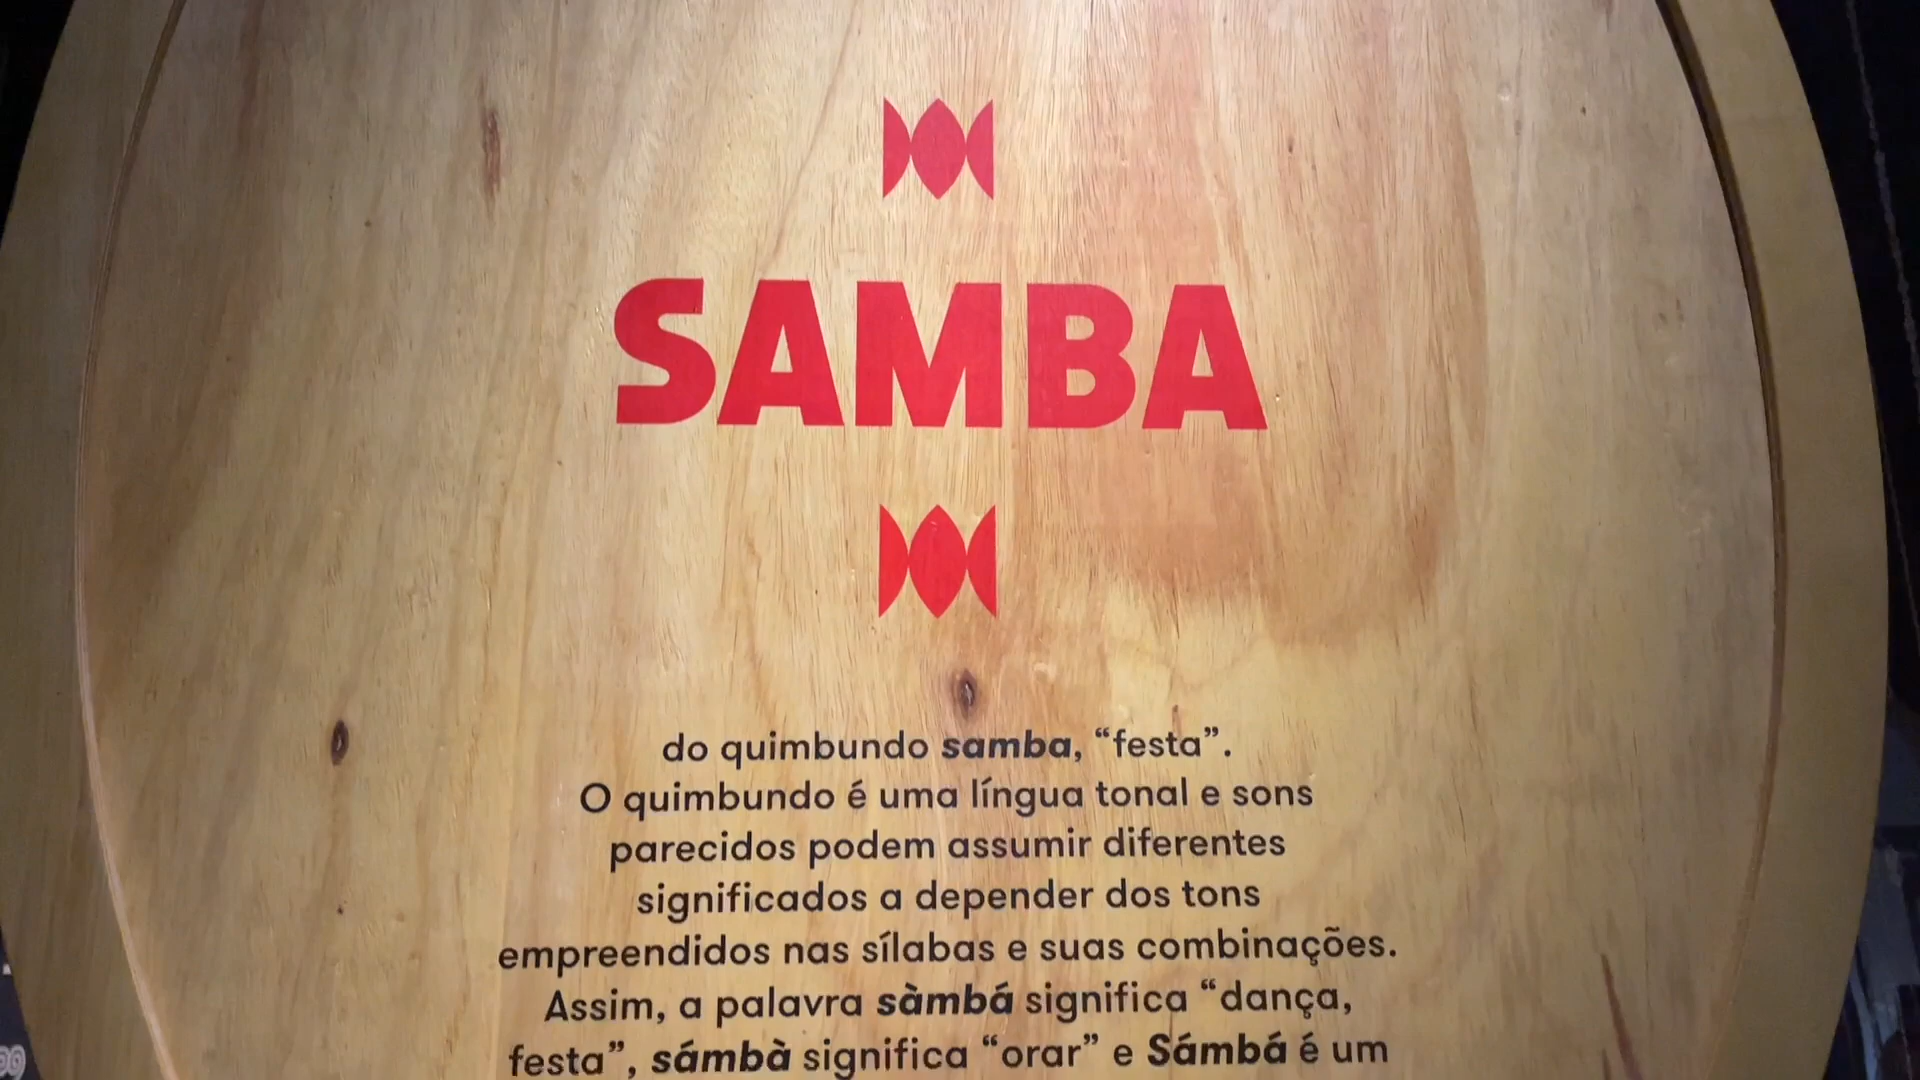 SAMBA
do quimbundo samba, “festa”.
O quimbundo é uma língua tonal e sons
parecidos podem assumir diferentes
significados a depender dos tons
empreendidos nas sílabas e suas combinações.
Assim, a palavra sàmbá significa “dança,
festa”, sámbà significa “orar” e Sámbá é um